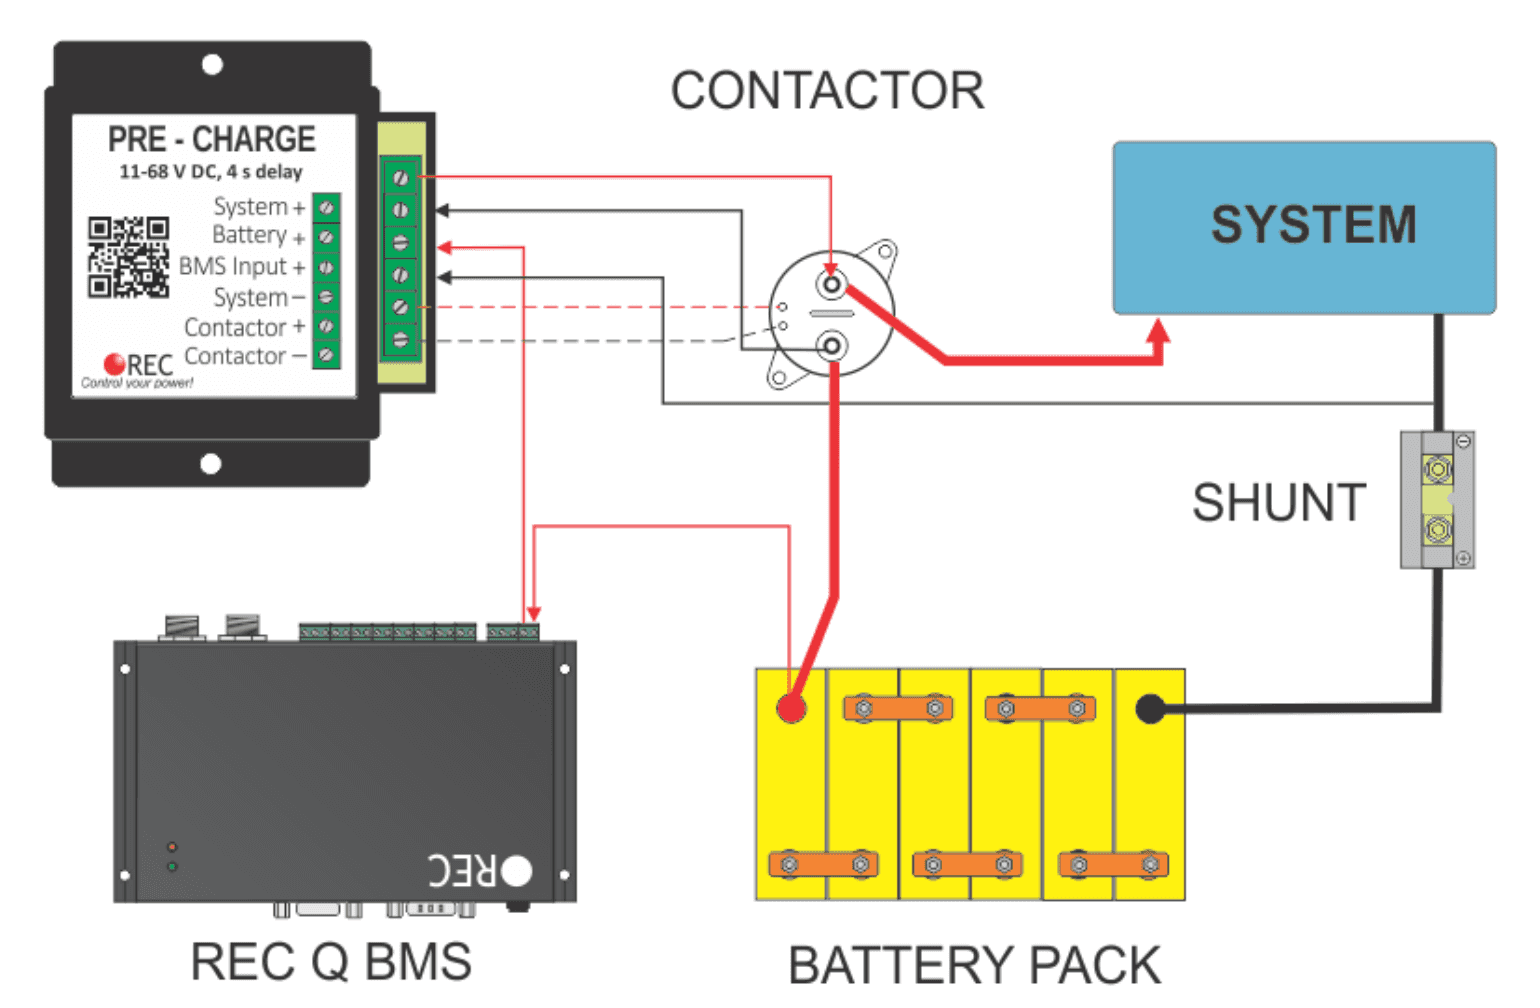 CONTACTOR
PRE - CHARGE
11-68 V DC, 4 s delay
System +
Battery +
BMS Input +
System –
Contactor +
Contactor –
REC
Control your power!
SYSTEM
SHUNT
REC
REC Q BMS
BATTERY PACK